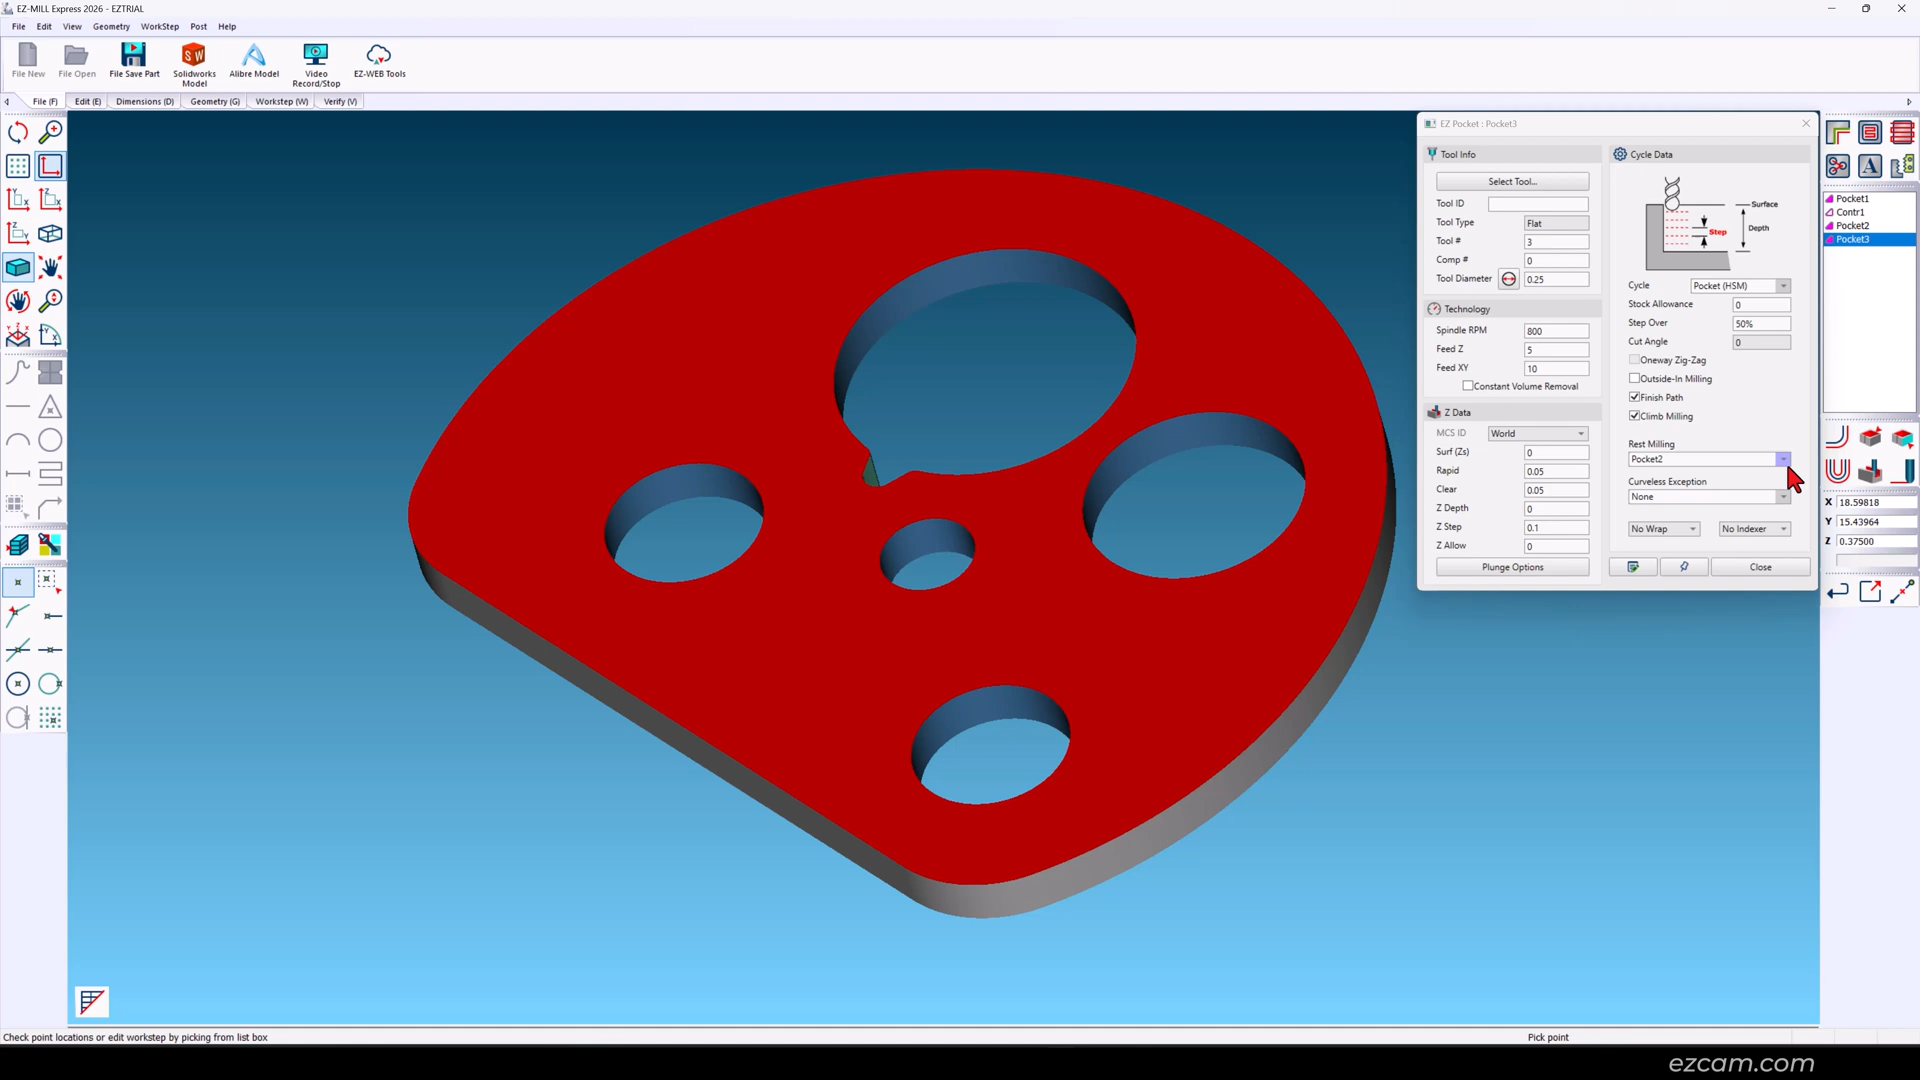 EZ-MILL Express 2026 - EZTRIAL
File Edit View Geometry WorkStep Post Help
File New
File Open
File Save Part
Solidworks Model
Alibre Model
Video Record/Stop
EZ-WEB Tools
File (F) Edit (E) Dimensions (D) Geometry (G) Workstep (W) Verify (V)
EZ Pocket : Pocket3
Tool Info
Select Tool...
Tool ID
Tool Type Flat
Tool # 3
Comp # 0
Tool Diameter 0.25
Technology
Spindle RPM 800
Feed Z 5
Feed XY 10
Constant Volume Removal
Z Data
MCS ID World
Surf (Zs) 0
Rapid 0.05
Clear 0.05
Z Depth 0
Z Step 0.1
Z Allow 0
Plunge Options
Cycle Data
Surface
Step
Depth
Cycle Pocket (HSM)
Stock Allowance 0
Step Over 50%
Cut Angle 0
Oneway Zig-Zag
Outside-In Milling
Finish Path
Climb Milling
Rest Milling
Pocket2
Curveless Exception
None
No Wrap No Indexer
Close
Pocket1
Contr1
Pocket2
Pocket3
X 18.59818
Y 15.43964
Z 0.37500
Check point locations or edit workstep by picking from list box
Pick point
ezcam.com